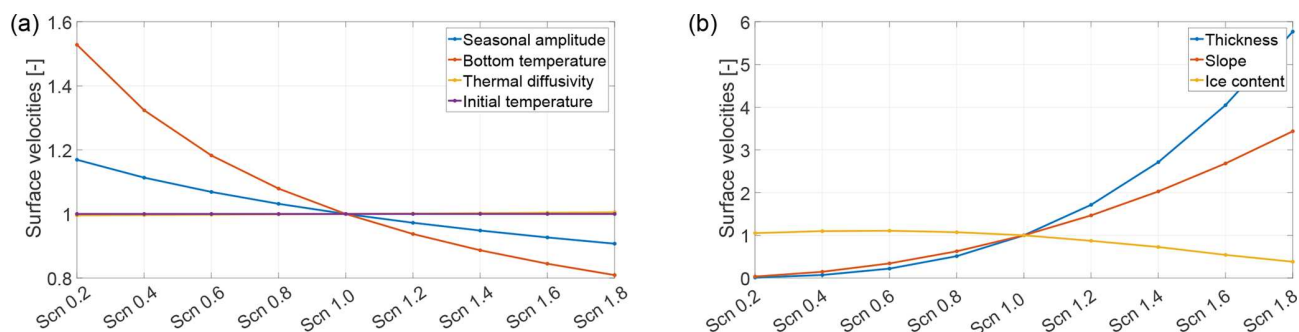 (a)
Surface velocities [-]
1.6
1.4
1.2
1
0.8
Seasonal amplitude
Bottom temperature
Thermal diffusivity
Initial temperature
Scn 0.2
Scn 0.4
Scn 0.6
Scn 0.8
Scn 1.0
Scn 1.2
Scn 1.4
Scn 1.6
Scn 1.8
(b)
Surface velocities [-]
6
5
4
3
2
1
0
Thickness
Slope
Ice content
Scn 0.2
Scn 0.4
Scn 0.6
Scn 0.8
Scn 1.0
Scn 1.2
Scn 1.4
Scn 1.6
Scn 1.8